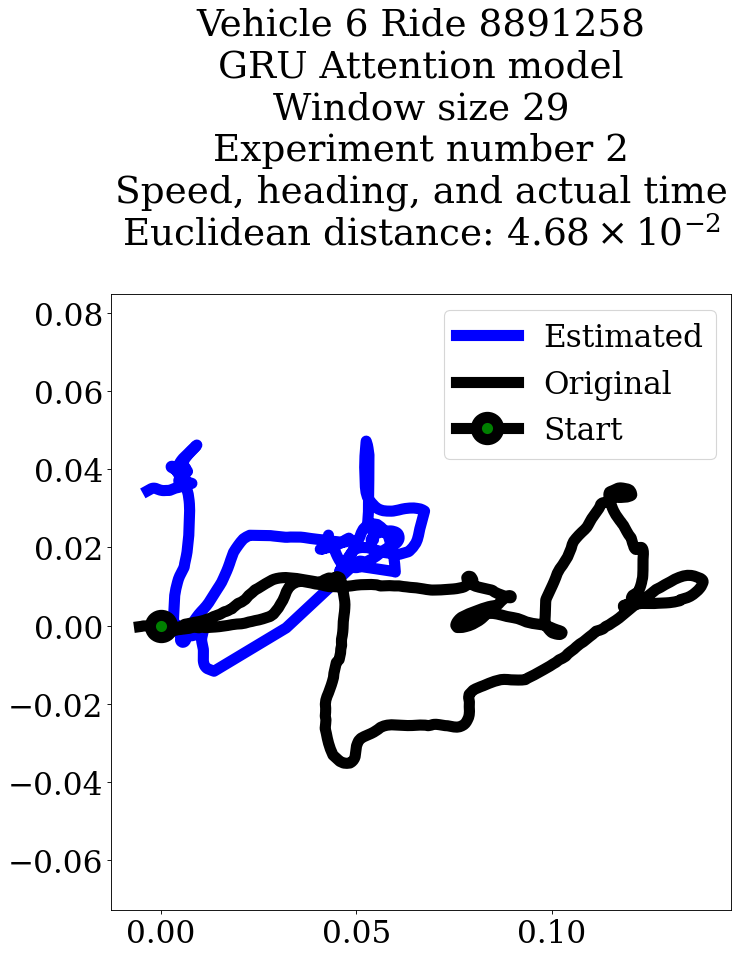 Vehicle 6 Ride 8891258
GRU Attention model
Window size 29
Experiment number 2
Speed, heading, and actual time
Euclidean distance: 4.68 × 10⁻²
Estimated
Original
Start
0.08
0.06
0.04
0.02
0.00
−0.02
−0.04
−0.06
0.00 0.05 0.10